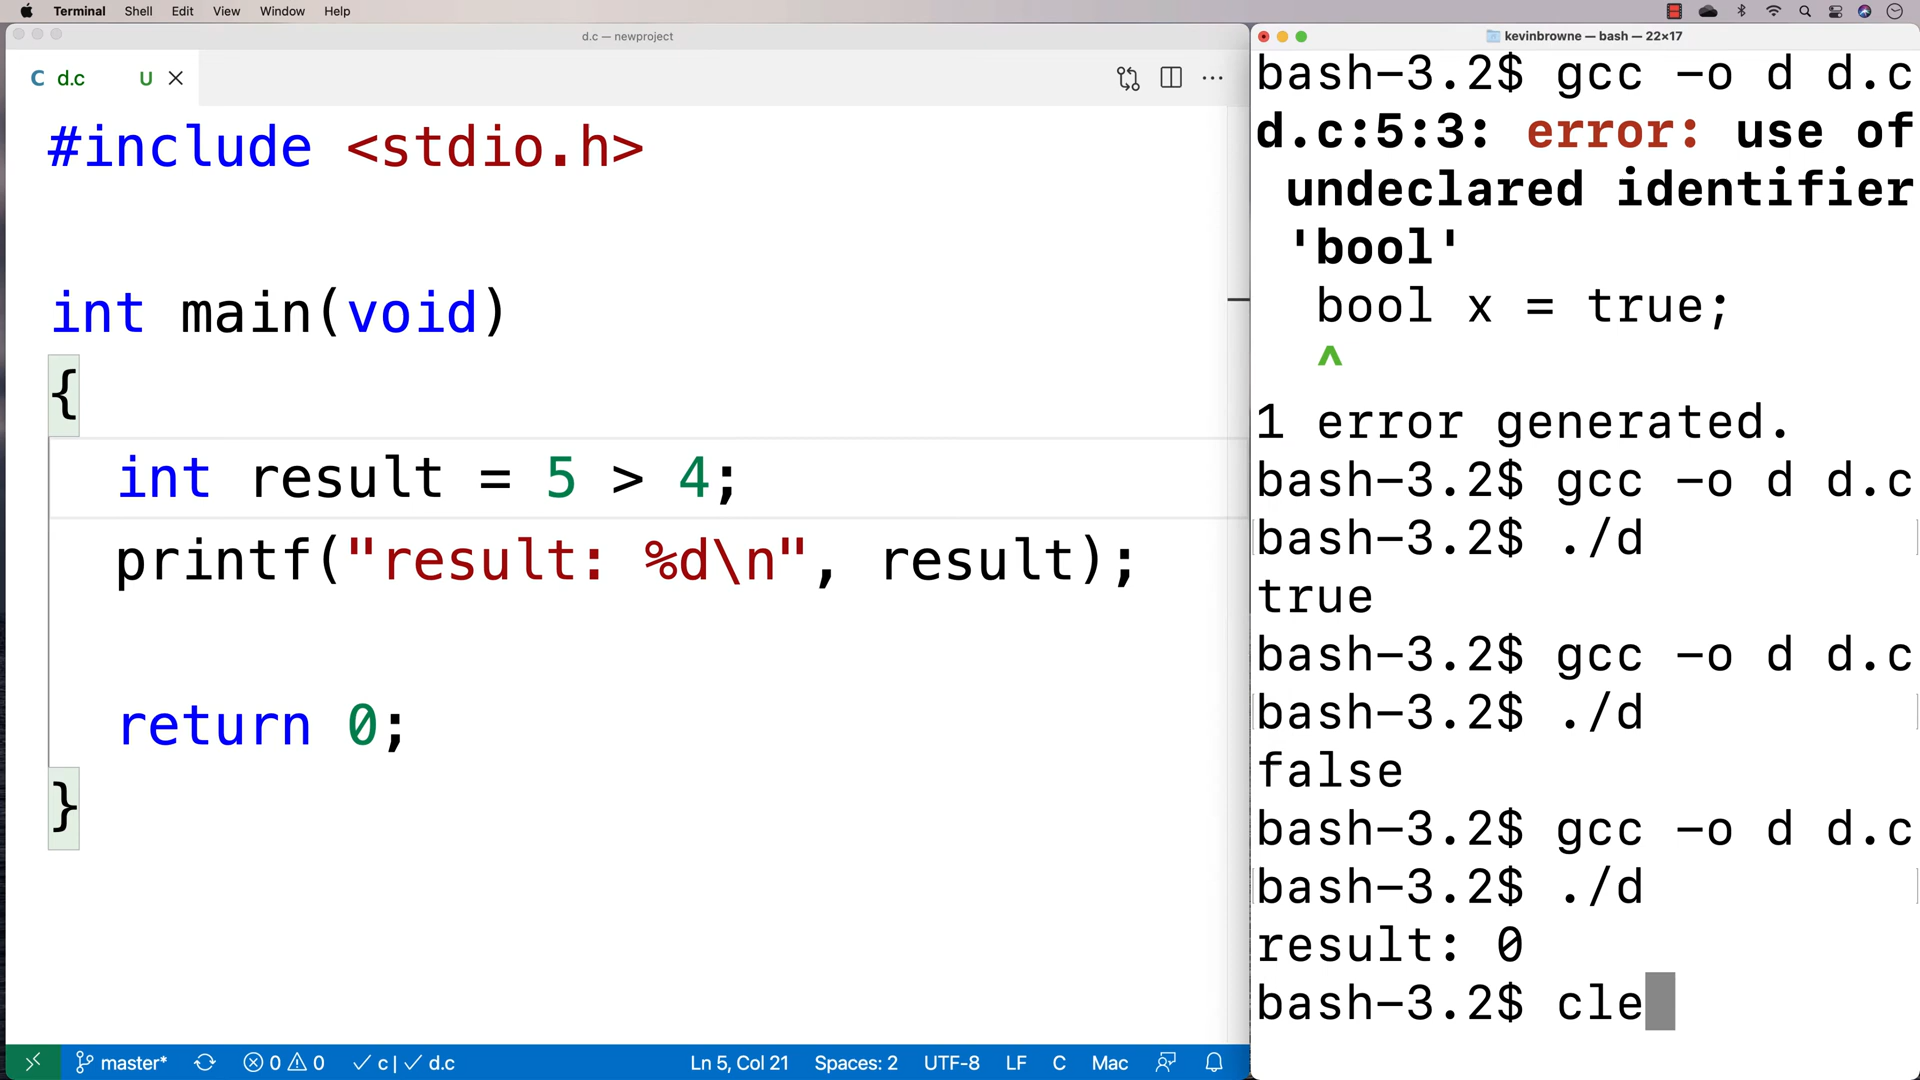 Terminal Shell Edit View Window Help
d.c — newproject
C d.c U
#include <stdio.h>
int main(void)
{
int result = 5 > 4;
printf("result: %d\n", result);
return 0;
}
master* 0 0 c | d.c Ln 5, Col 21 Spaces: 2 UTF-8 LF C Mac
kevinbrowne — bash — 22×17
bash-3.2$ gcc -o d d.c
d.c:5:3: error: use of
undeclared identifier
'bool'
bool x = true;
^
1 error generated.
bash-3.2$ gcc -o d d.c
bash-3.2$ ./d
true
bash-3.2$ gcc -o d d.c
bash-3.2$ ./d
false
bash-3.2$ gcc -o d d.c
bash-3.2$ ./d
result: 0
bash-3.2$ cle